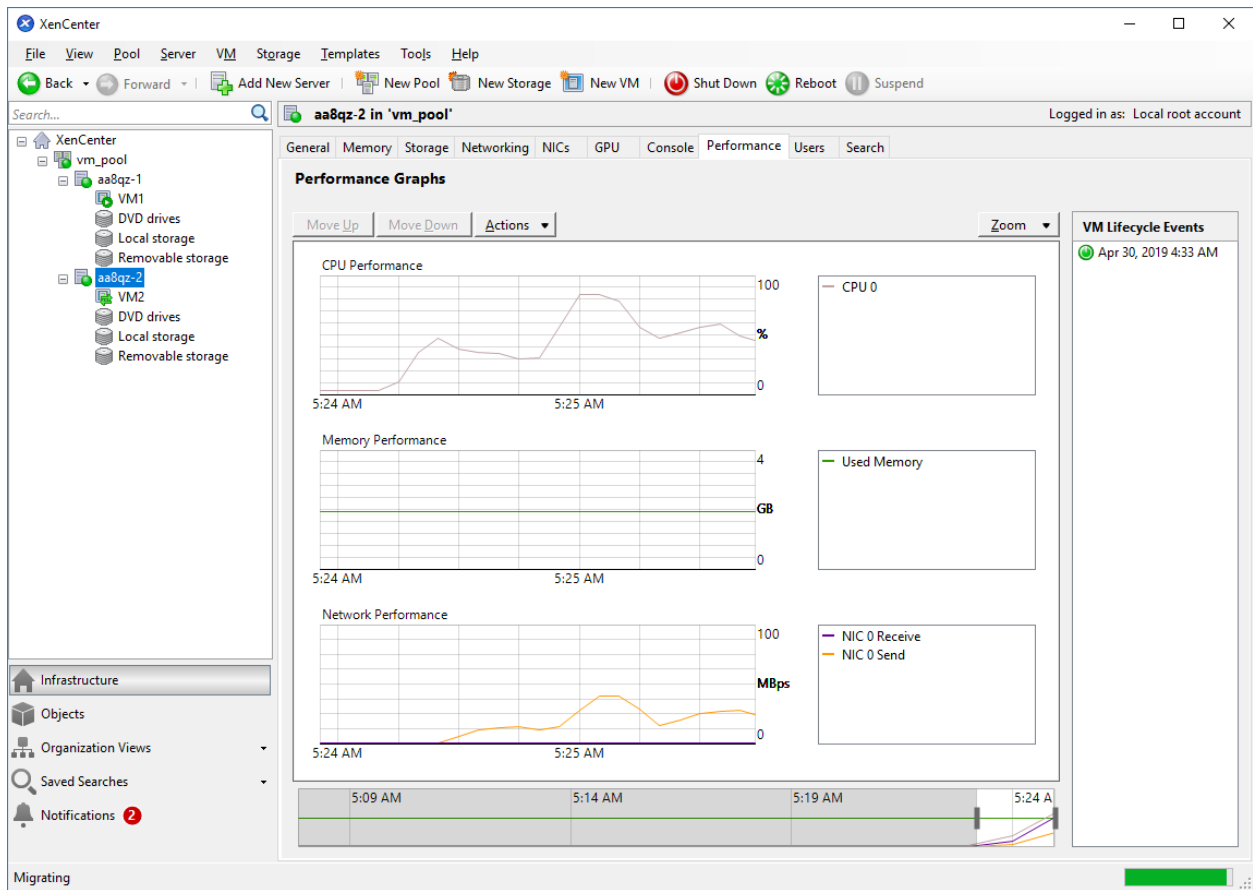 XenCenter
File View Pool Server VM Storage Templates Tools Help
Back Forward Add New Server New Pool New Storage New VM Shut Down Reboot Suspend
Search...
aa8qz-2 in 'vm_pool' Logged in as: Local root account
XenCenter
vm_pool
aa8qz-1
VM1
DVD drives
Local storage
Removable storage
aa8qz-2
VM2
DVD drives
Local storage
Removable storage
Infrastructure
Objects
Organization Views
Saved Searches
Notifications 2
General Memory Storage Networking NICs GPU Console Performance Users Search
Performance Graphs
Move Up Move Down Actions Zoom
CPU Performance
100
%
0
5:24 AM 5:25 AM
CPU 0
Memory Performance
4
GB
0
5:24 AM 5:25 AM
Used Memory
Network Performance
100
MBps
0
5:24 AM 5:25 AM
NIC 0 Receive
NIC 0 Send
5:09 AM 5:14 AM 5:19 AM 5:24 A
VM Lifecycle Events
Apr 30, 2019 4:33 AM
Migrating